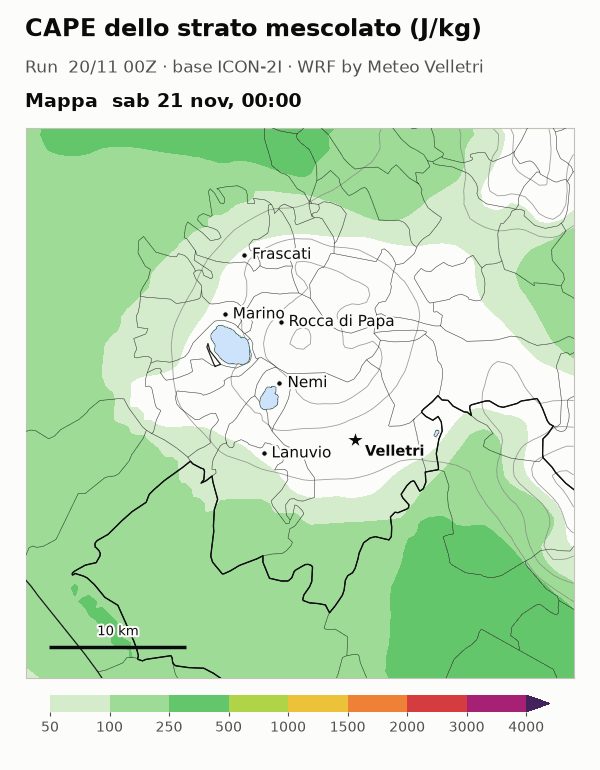 CAPE dello strato mescolato (J/kg)
Run  20/11 00Z · base ICON-2I · WRF by Meteo Velletri
Mappa  sab 21 nov, 00:00
Frascati
Marino
Rocca di Papa
Nemi
Velletri
Lanuvio
10 km
50 100 250 500 1000 1500 2000 3000 4000